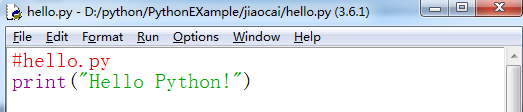 hello.py - D:/python/PythonEXample/jiaocai/hello.py (3.6.1)
File Edit Format Run Options Window Help
#hello.py
print("Hello Python!")